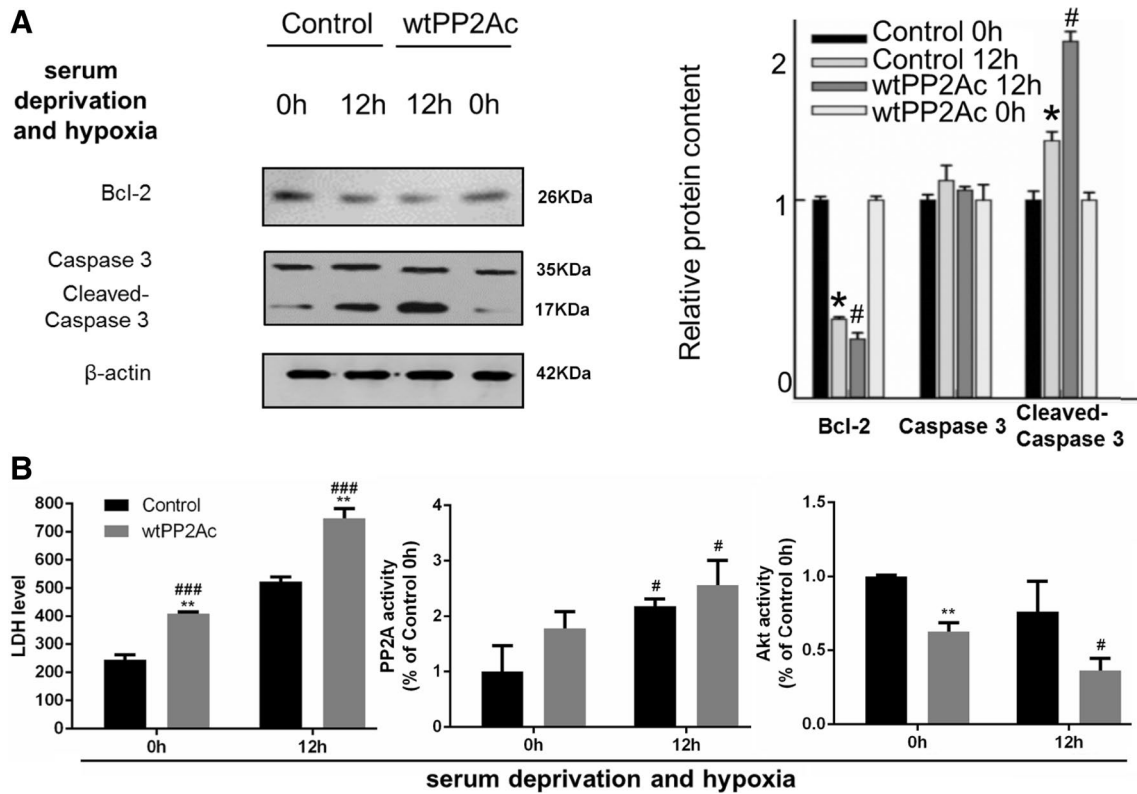 A
Control wtPP2Ac
serum
deprivation
and hypoxia
0h 12h 12h 0h
Bcl-2 26KDa
Caspase 3 35KDa
Cleaved-
Caspase 3 17KDa
β-actin 42KDa
Relative protein content
2
1
0
Control 0h
Control 12h
wtPP2Ac 12h
wtPP2Ac 0h
* # * #
Bcl-2 Caspase 3 Cleaved-
Caspase 3
B
LDH level
800
700
600
500
400
300
200
100
0
Control
wtPP2Ac
###
**
###
**
0h 12h
PP2A activity
(% of Control 0h)
4
3
2
1
0
# #
0h 12h
Akt activity
(% of Control 0h)
1.5
1.0
0.5
0.0
** #
0h 12h
serum deprivation and hypoxia